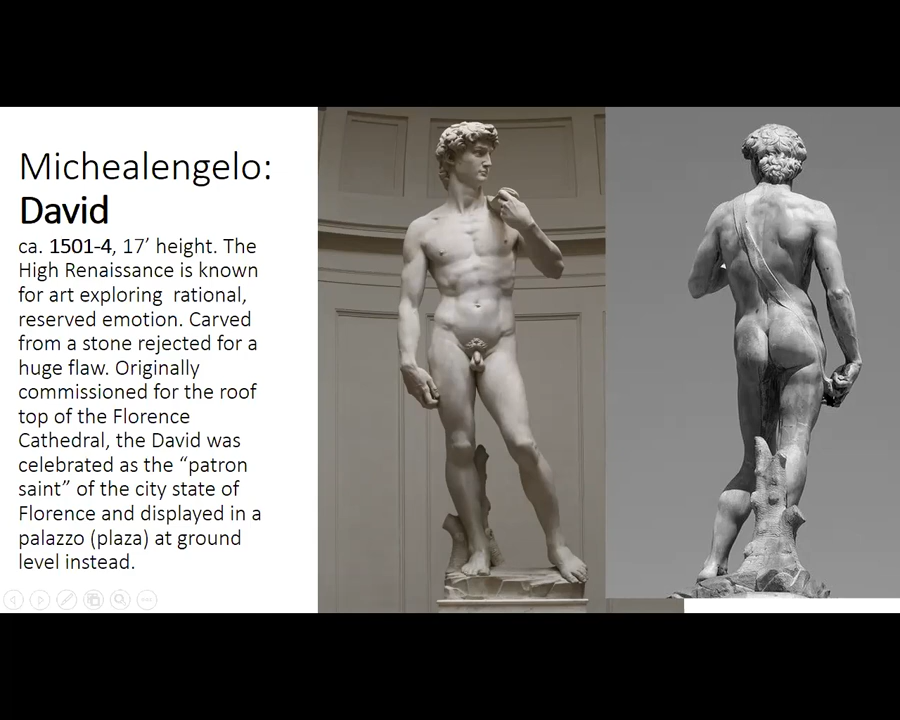 Michealengelo:
David
ca. 1501-4, 17’ height. The
High Renaissance is known
for art exploring  rational,
reserved emotion. Carved
from a stone rejected for a
huge flaw. Originally
commissioned for the roof
top of the Florence
Cathedral, the David was
celebrated as the “patron
saint” of the city state of
Florence and displayed in a
palazzo (plaza) at ground
level instead.